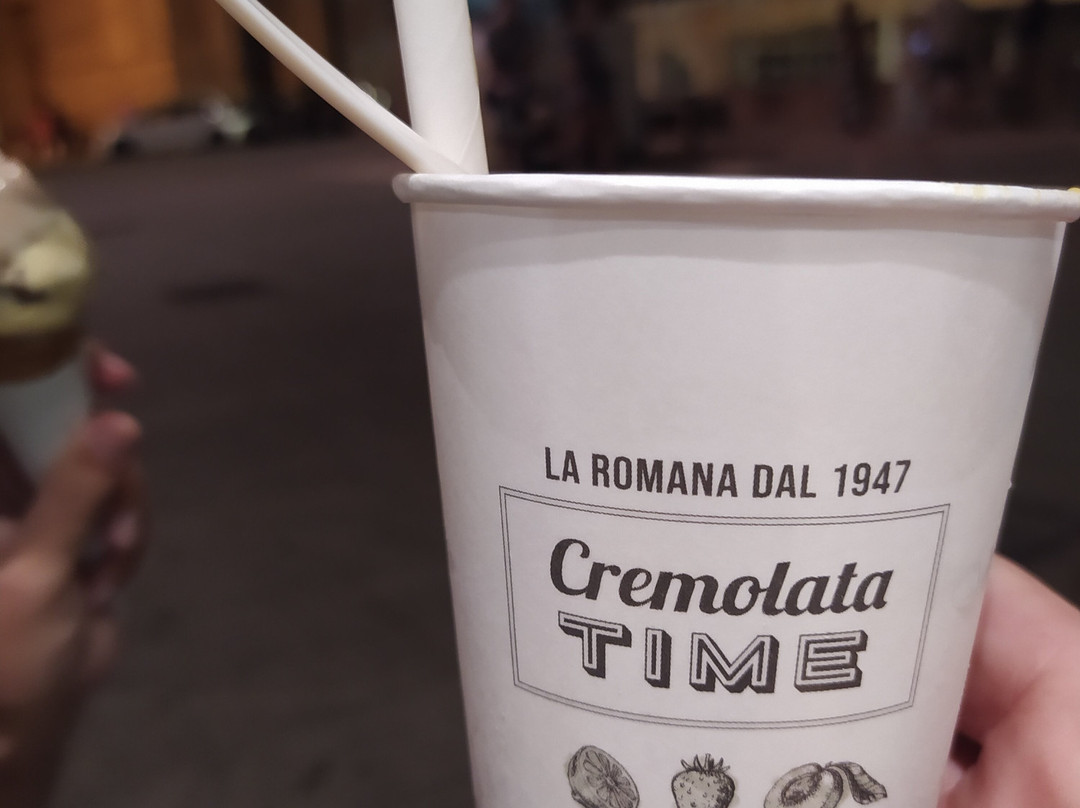 LA ROMANA DAL 1947
Cremolata
TIME